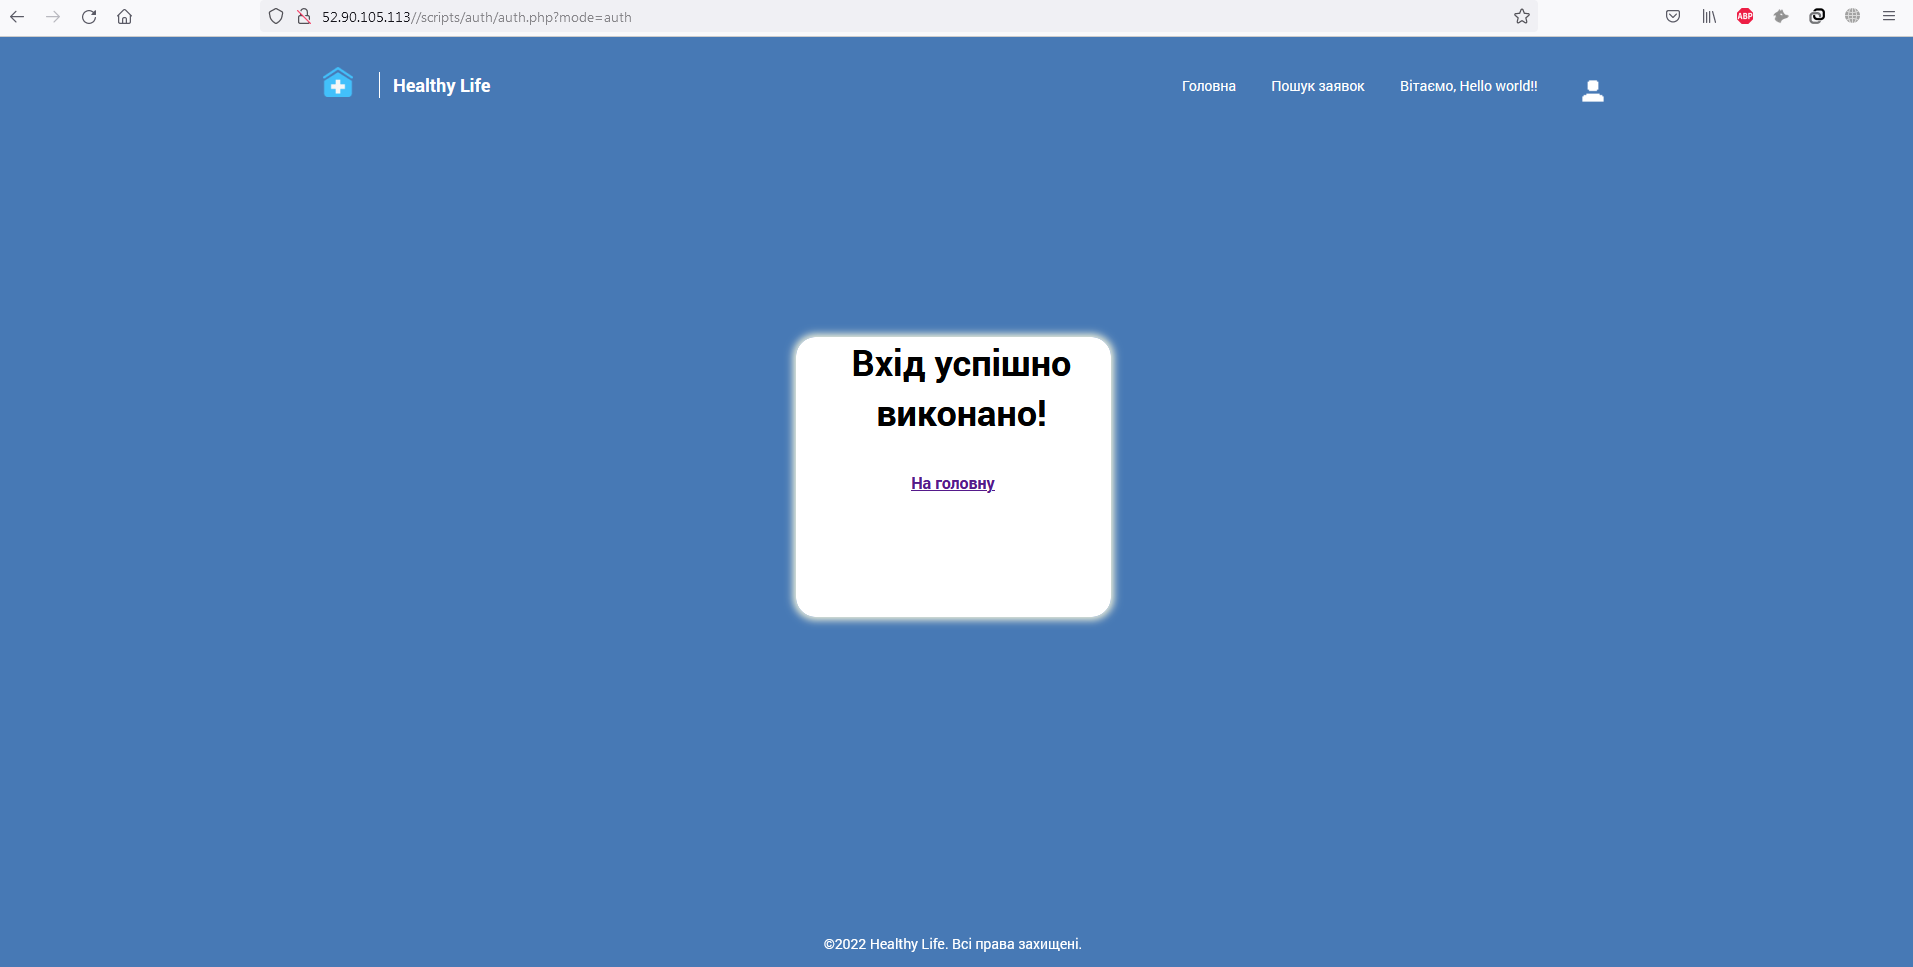 52.90.105.113//scripts/auth/auth.php?mode=auth
ABP
Healthy Life
Головна
Пошук заявок
Вітаємо, Hello world!!
Вхід успішно
виконано!
На головну
©2022 Healthy Life. Всі права захищені.